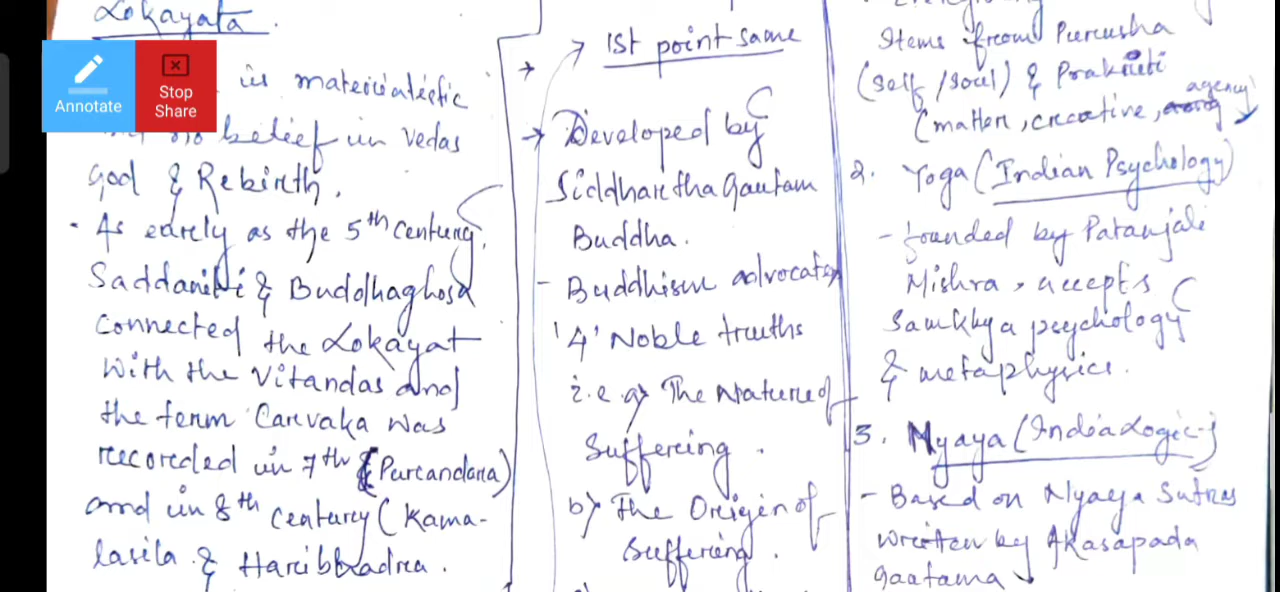 Lokayata.
Annotate
Stop
Share
is materialistic
no belief in Vedas
God & Rebirth.
· As early as the 5th century,
Saddaniti & Buddhaghosa
connected the Lokayat
with the Vitandas and
the term Carvaka was
recorded in 7th (Purandara)
and in 8th century (Kama-
lasila & Haribhadra.
→ 1st point same
→ Developed by
Siddhartha Gautam
Buddha.
- Buddhism advocates
'4' Noble truths
i.e a) The Nature of
Suffering.
b) The Origin of
Suffering.
Items from Purusha
(Self/Soul) & Prakriti
(matter, creative, agency
2. Yoga (Indian Psychology)
- founded by Patanjali
Mishra, accepts
Samkhya psychology
& metaphysics.
3. Nyaya (India Logic-)
- Based on Nyaya Sutras
written by Akasapada
Gautama